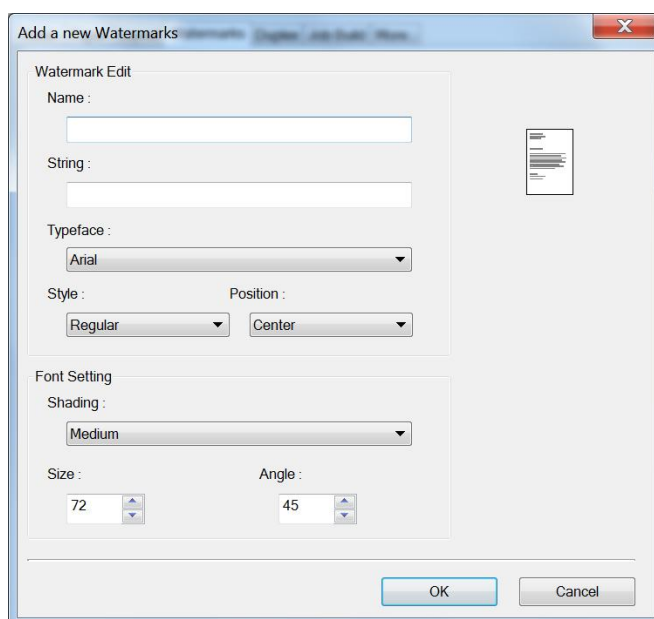 Add a new Watermarks
Watermark Edit
Name :
String :
Typeface :
Arial
Style : Position :
Regular Center
Font Setting
Shading :
Medium
Size : Angle :
72 45
OK Cancel